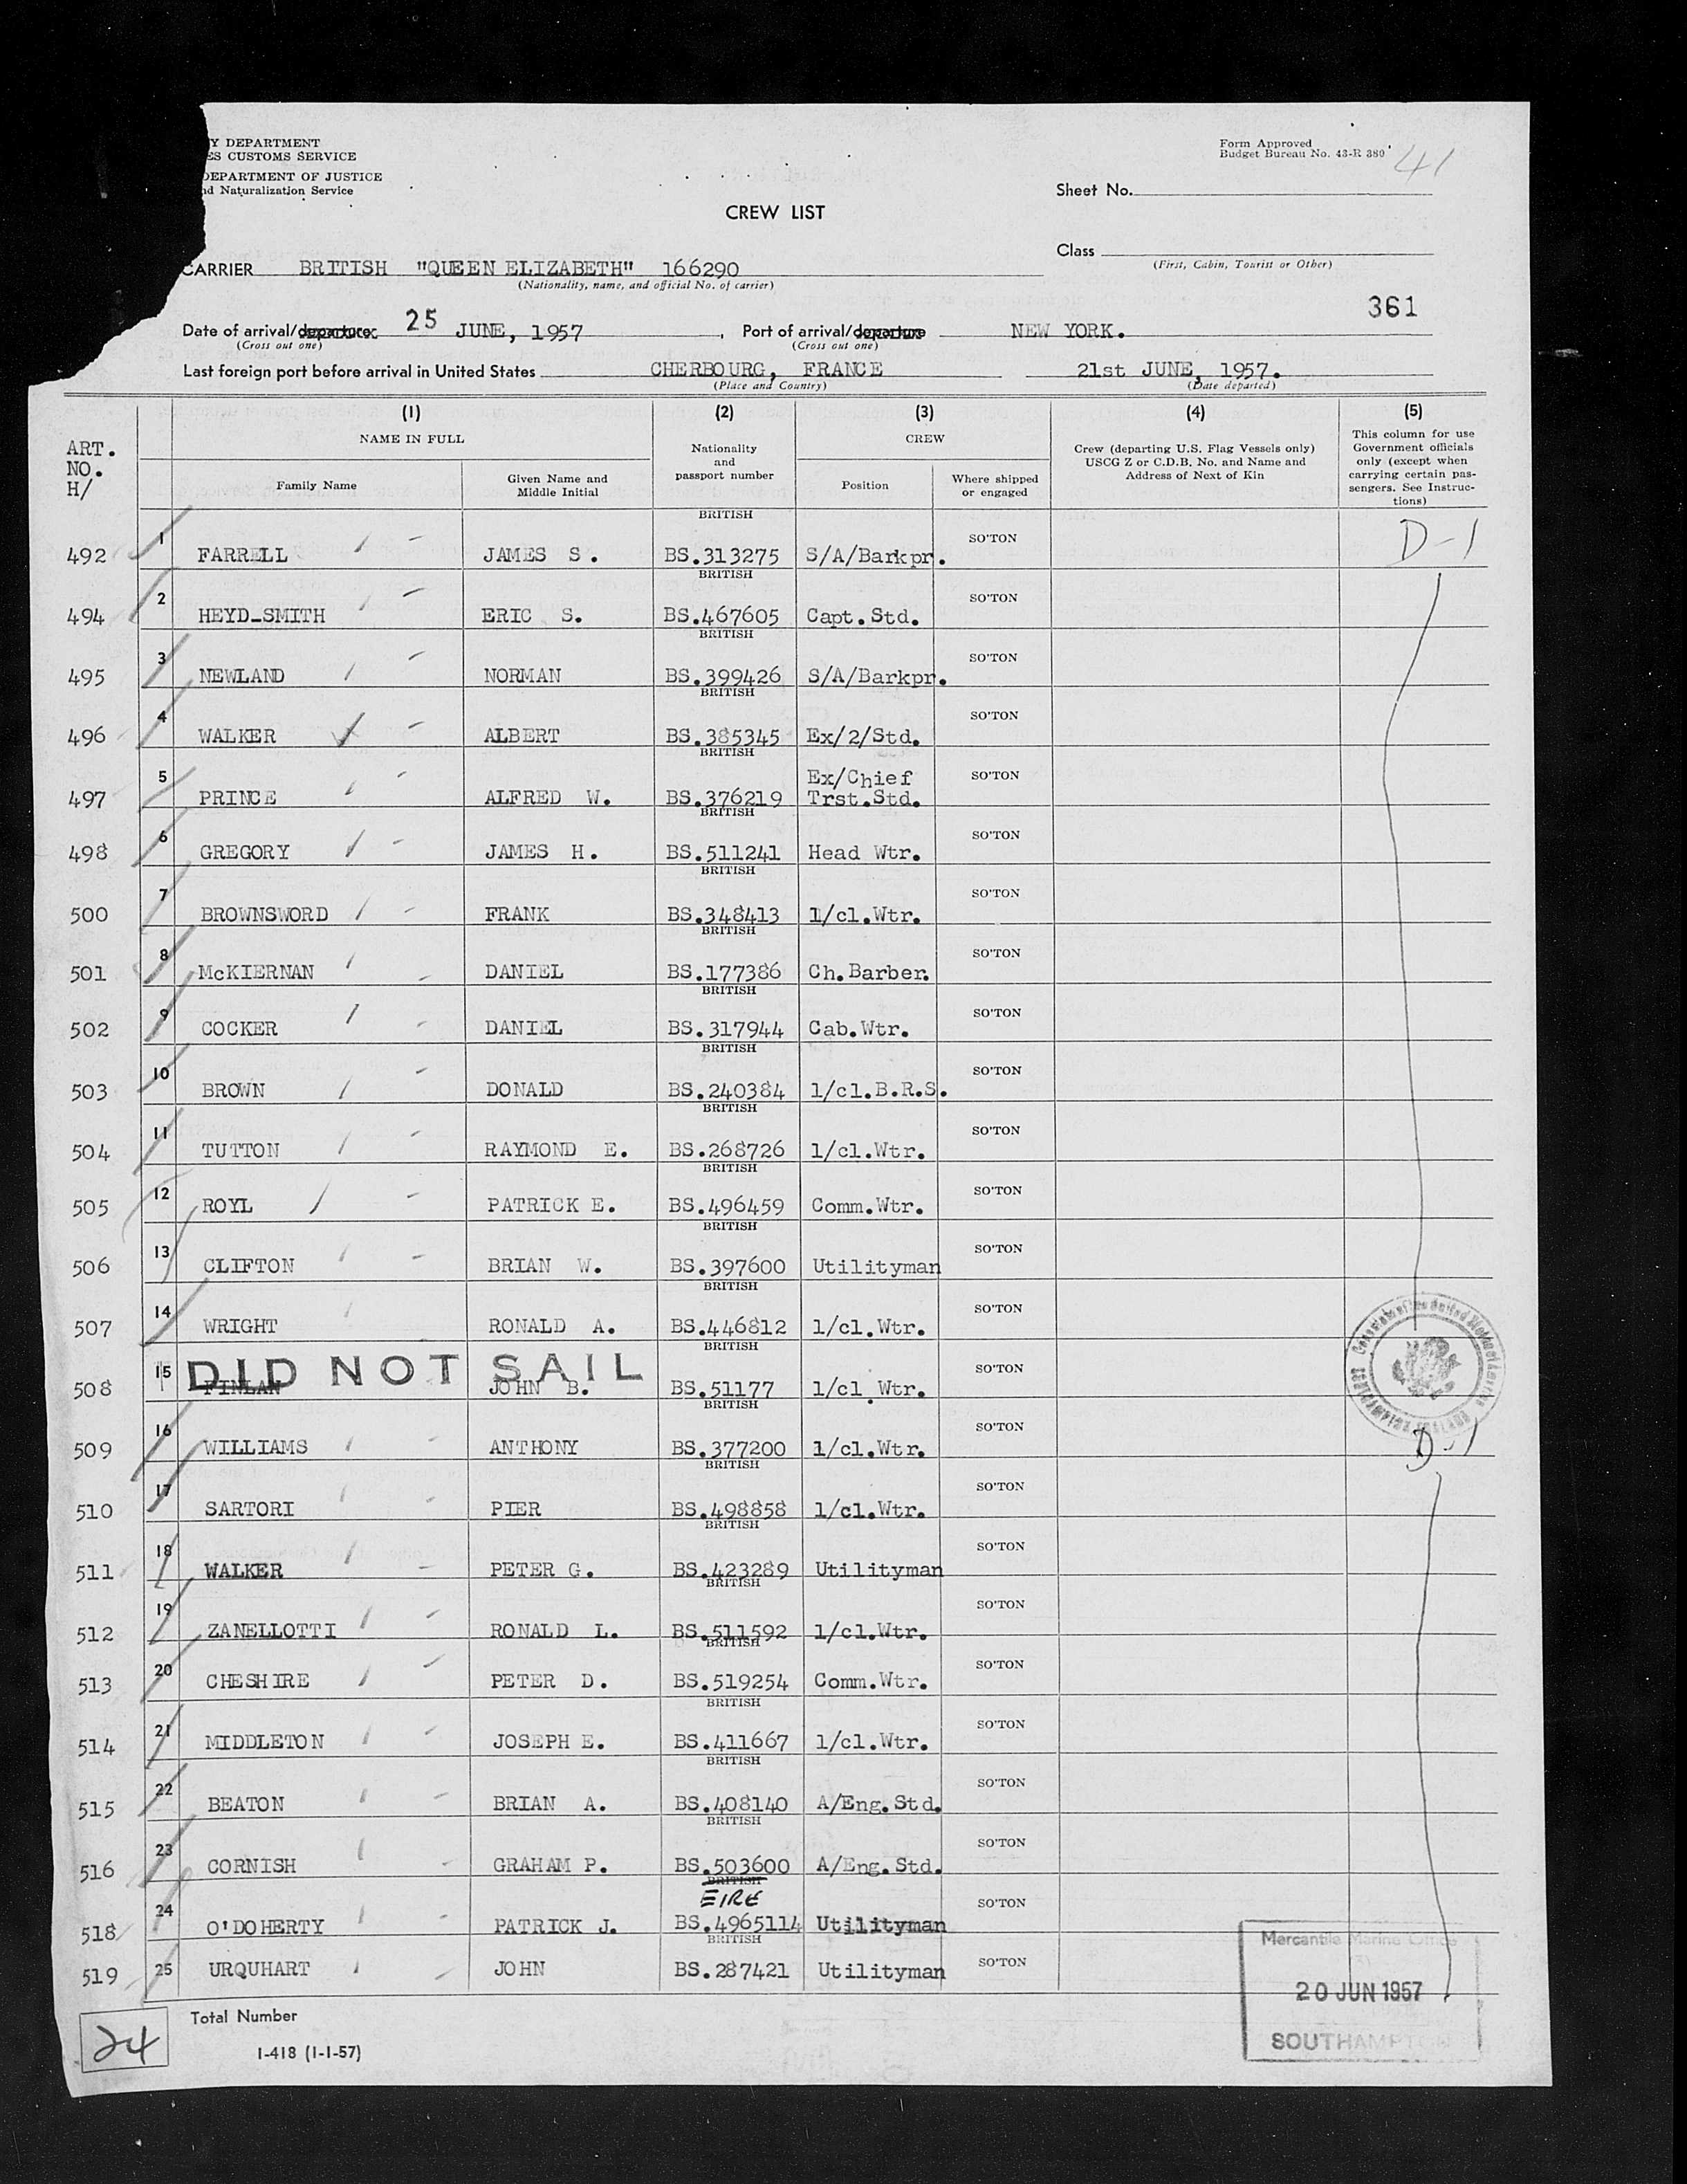 Y DEPARTMENT
ES CUSTOMS SERVICE
DEPARTMENT OF JUSTICE
nd Naturalization Service
Form Approved
Budget Bureau No. 43-R 380
41
Sheet No.
CREW LIST
Class
(First, Cabin, Tourist or Other)
CARRIER BRITISH "QUEEN ELIZABETH" 166290
(Nationality, name, and official No. of carrier)
361
Date of arrival/departure 25 JUNE, 1957, Port of arrival/departure NEW YORK.
(Cross out one) (Cross out one)
Last foreign port before arrival in United States CHERBOURG, FRANCE 21st JUNE, 1957.
(Place and Country) (Date departed)
ART. NO. H/
(1) (2) (3) (4) (5)
NAME IN FULL
Family Name
Given Name and Middle Initial
Nationality and passport number
CREW
Position
Where shipped or engaged
Crew (departing U.S. Flag Vessels only) USCG Z or C.D.B. No. and Name and Address of Next of Kin
This column for use Government officials only (except when carrying certain passengers. See Instructions)
492 1 FARRELL JAMES S. BRITISH BS.313275 S/A/Barkpr. SO'TON D-1
494 2 HEYD_SMITH ERIC S. BRITISH BS.467605 Capt.Std. SO'TON
495 3 NEWLAND NORMAN BRITISH BS.399426 S/A/Barkpr. SO'TON
496 4 WALKER ALBERT BRITISH BS.385345 Ex/2/Std. SO'TON
497 5 PRINCE ALFRED W. BRITISH BS.376219 Ex/Chief Trst.Std. SO'TON
498 6 GREGORY JAMES H. BRITISH BS.511241 Head Wtr. SO'TON
500 7 BROWNSWORD FRANK BRITISH BS.348413 1/cl.Wtr. SO'TON
501 8 McKIERNAN DANIEL BRITISH BS.177386 Ch.Barber. SO'TON
502 9 COCKER DANIEL BRITISH BS.317944 Cab.Wtr. SO'TON
503 10 BROWN DONALD BRITISH BS.240384 1/cl.B.R.S. SO'TON
504 11 TUTTON RAYMOND E. BRITISH BS.268726 1/cl.Wtr. SO'TON
505 12 ROYL PATRICK E. BRITISH BS.496459 Comm.Wtr. SO'TON
506 13 CLIFTON BRIAN W. BRITISH BS.397600 Utilityman SO'TON
507 14 WRIGHT RONALD A. BRITISH BS.446812 1/cl.Wtr. SO'TON
DID NOT SAIL
508 15 FINLAN JOHN B. BRITISH BS.51177 1/cl.Wtr. SO'TON
509 16 WILLIAMS ANTHONY BRITISH BS.377200 1/cl.Wtr. SO'TON D-1
510 17 SARTORI PIER BRITISH BS.498858 1/cl.Wtr. SO'TON
511 18 WALKER PETER G. BRITISH BS.423289 Utilityman SO'TON
512 19 ZANELLOTTI RONALD L. BRITISH BS.511592 1/cl.Wtr. SO'TON
513 20 CHESHIRE PETER D. BRITISH BS.519254 Comm.Wtr. SO'TON
514 21 MIDDLETON JOSEPH E. BRITISH BS.411667 1/cl.Wtr. SO'TON
515 22 BEATON BRIAN A. BRITISH BS.408140 A/Eng.Std. SO'TON
516 23 CORNISH GRAHAM P. BRITISH BS.503600 A/Eng.Std. SO'TON
518 24 O'DOHERTY PATRICK J. BRITISH EIRE BS.4965114 Utilityman SO'TON
519 25 URQUHART JOHN BRITISH BS.287421 Utilityman SO'TON
Mercantile Marine Office
20 JUN 1957
SOUTHAMPTON
24
Total Number
I-418 (1-1-57)